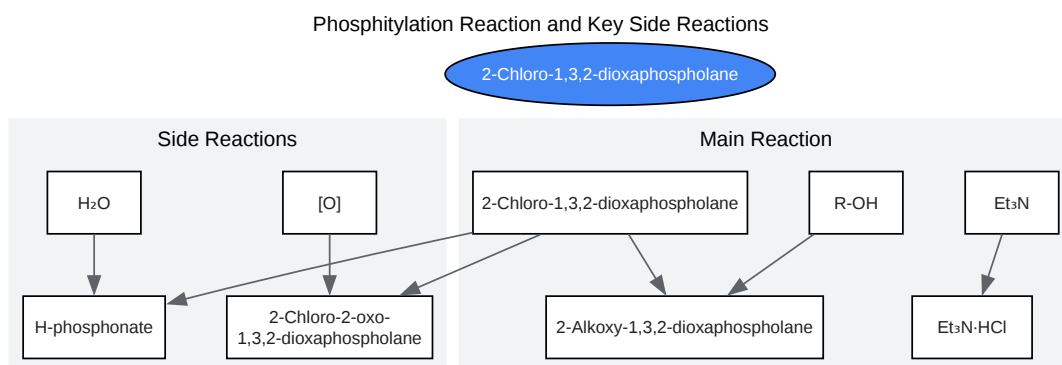 Phosphitylation Reaction and Key Side Reactions
2-Chloro-1,3,2-dioxaphospholane
Side Reactions
Main Reaction
H₂O
[O]
2-Chloro-1,3,2-dioxaphospholane
R-OH
Et₃N
H-phosphonate
2-Chloro-2-oxo-
1,3,2-dioxaphospholane
2-Alkoxy-1,3,2-dioxaphospholane
Et₃N·HCl